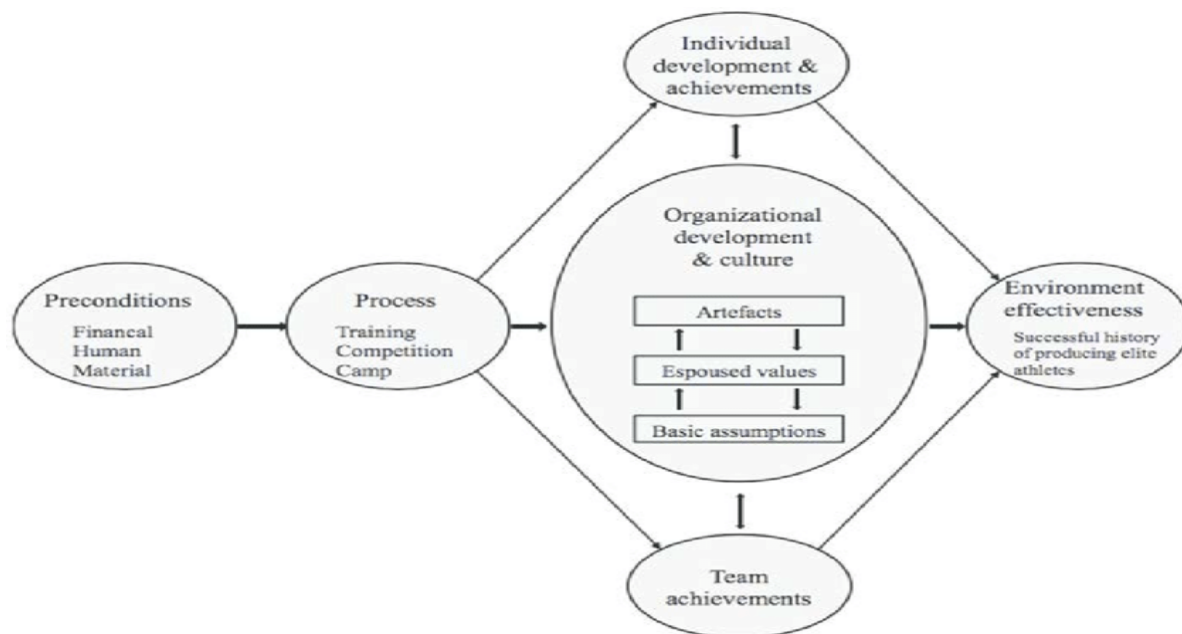 Individual
development &
achievements
Organizational
development
& culture
Artefacts
Espoused values
Basic assumptions
Preconditions
Financal
Human
Material
Process
Training
Competition
Camp
Environment
effectiveness
Successful history
of producing elite
athletes
Team
achievements